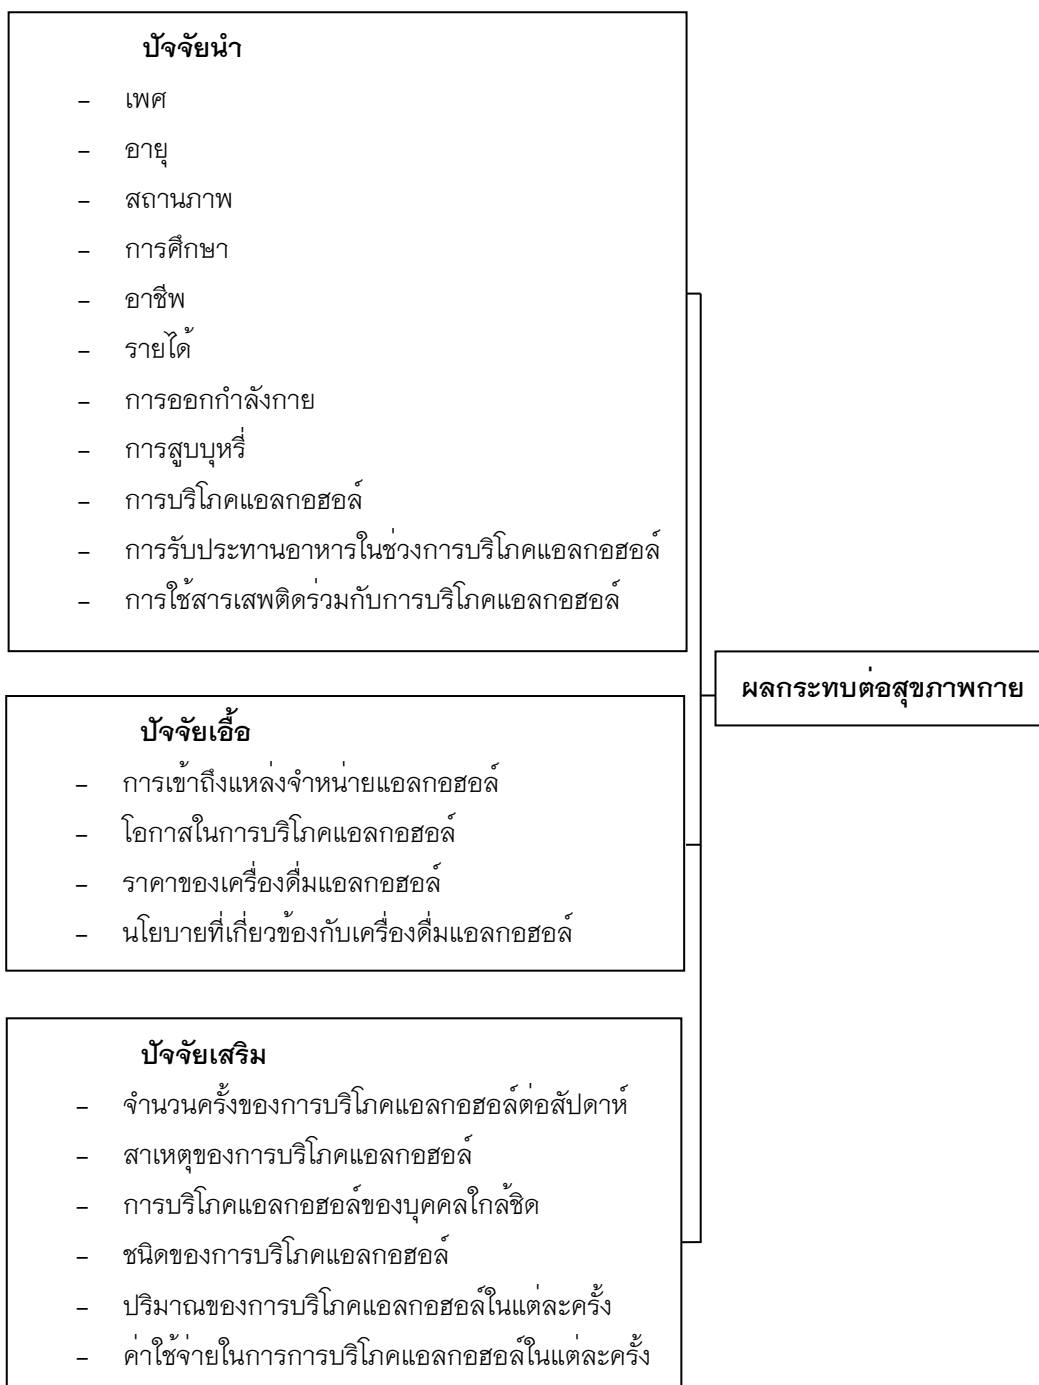 ปัจจัยนำ
- เพศ
- อายุ
- สถานภาพ
- การศึกษา
- อาชีพ
- รายได้
- การออกกำลังกาย
- การสูบบุหรี่
- การบริโภคแอลกอฮอล์
- การรับประทานอาหารในช่วงการบริโภคแอลกอฮอล์
- การใช้สารเสพติดร่วมกับการบริโภคแอลกอฮอล์
ปัจจัยเอื้อ
- การเข้าถึงแหล่งจำหน่ายแอลกอฮอล์
- โอกาสในการบริโภคแอลกอฮอล์
- ราคาของเครื่องดื่มแอลกอฮอล์
- นโยบายที่เกี่ยวข้องกับเครื่องดื่มแอลกอฮอล์
ปัจจัยเสริม
- จำนวนครั้งของการบริโภคแอลกอฮอล์ต่อสัปดาห์
- สาเหตุของการบริโภคแอลกอฮอล์
- การบริโภคแอลกอฮอล์ของบุคคลใกล้ชิด
- ชนิดของการบริโภคแอลกอฮอล์
- ปริมาณของการบริโภคแอลกอฮอล์ในแต่ละครั้ง
- ค่าใช้จ่ายในการการบริโภคแอลกอฮอล์ในแต่ละครั้ง
ผลกระทบต่อสุขภาพกาย